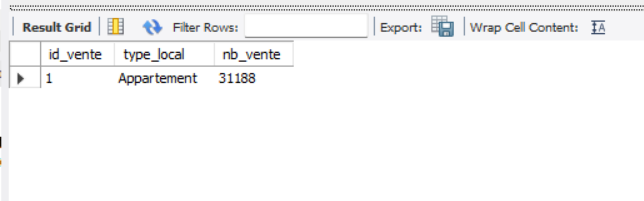 Result Grid Filter Rows: Export: Wrap Cell Content:
id_vente type_local nb_vente
1 Appartement 31188